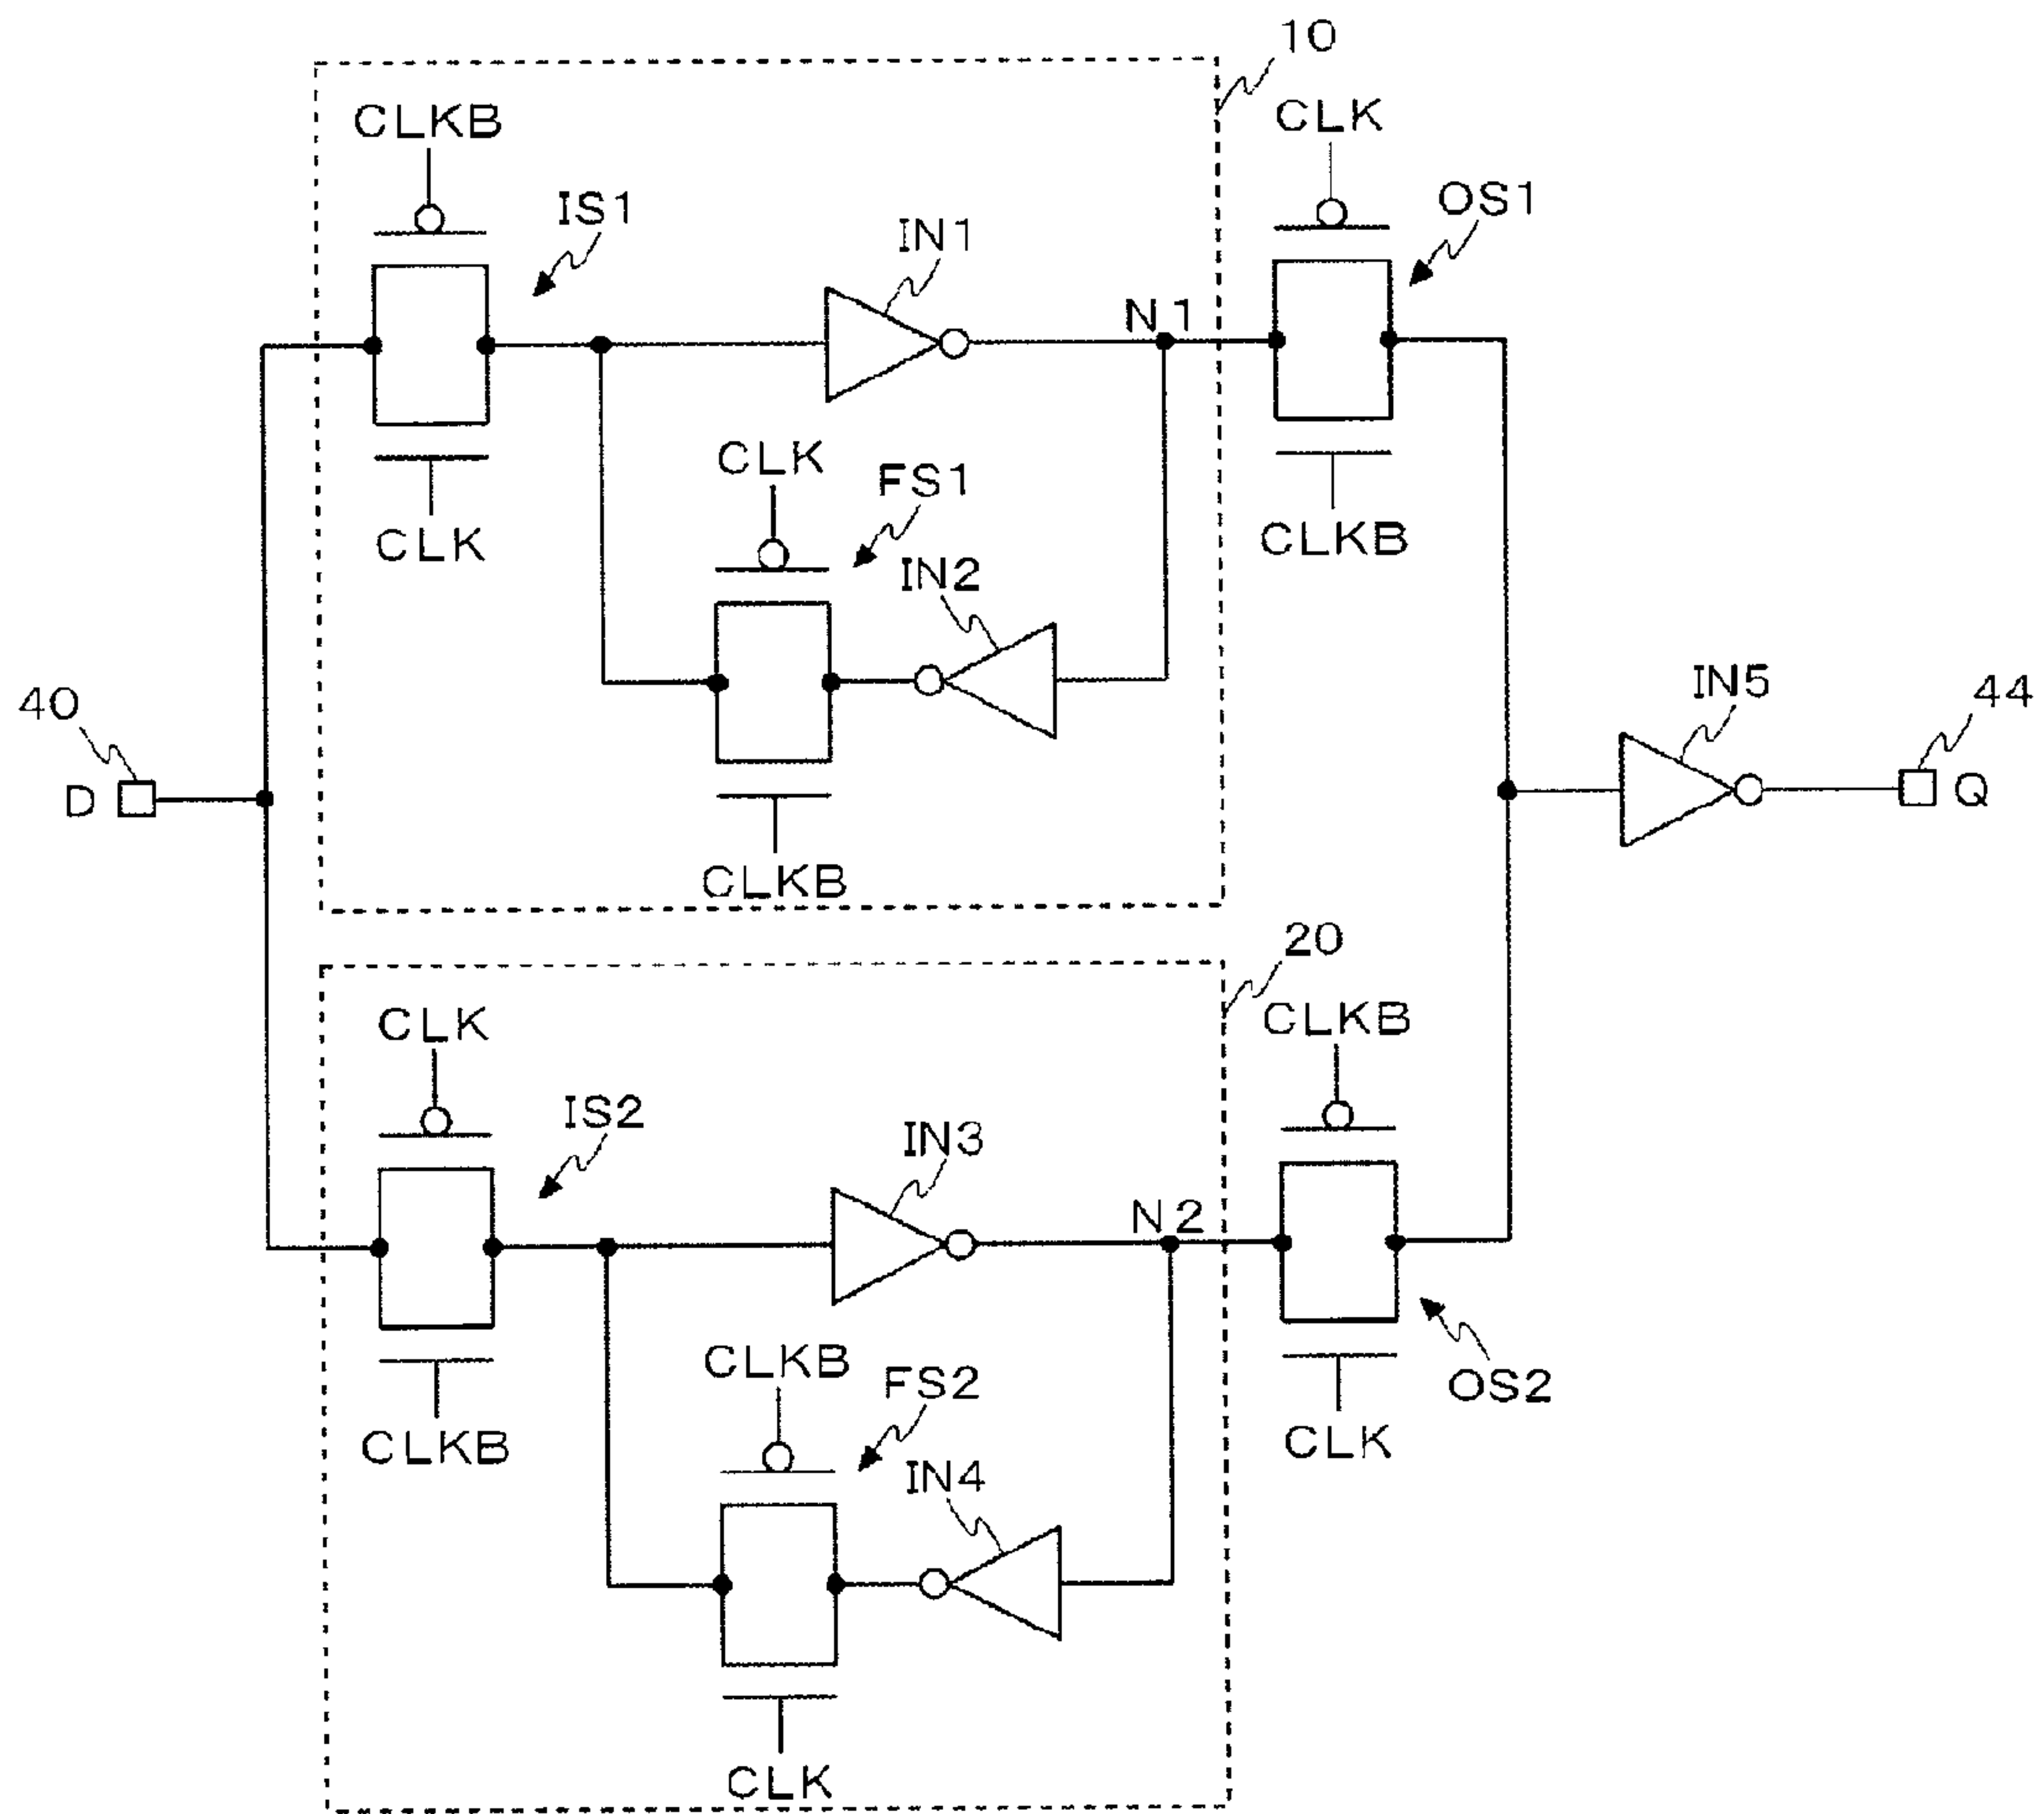 10
CLKB
CLK
IS1
OS1
IN1
N1
CLK
FS1
CLK
CLKB
IN2
40
IN5
44
D
Q
CLKB
20
CLK
CLKB
IS2
IN3
N2
CLKB
FS2
OS2
CLKB
CLK
IN4
CLK